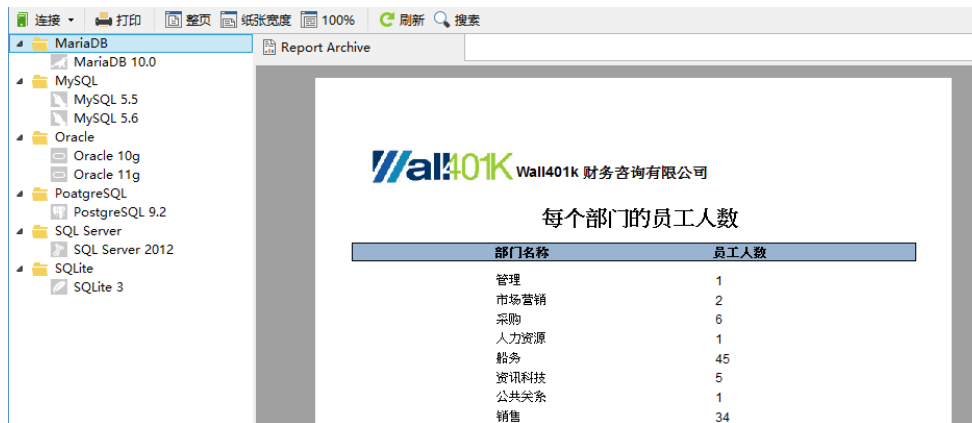 连接 打印 整页 纸张宽度 100% 刷新 搜索
MariaDB
MariaDB 10.0
MySQL
MySQL 5.5
MySQL 5.6
Oracle
Oracle 10g
Oracle 11g
PoatgreSQL
PostgreSQL 9.2
SQL Server
SQL Server 2012
SQLite
SQLite 3
Report Archive
Wall401K Wall401k 财务咨询有限公司
每个部门的员工人数
部门名称 员工人数
管理 1
市场营销 2
采购 6
人力资源 1
船务 45
资讯科技 5
公共关系 1
销售 34